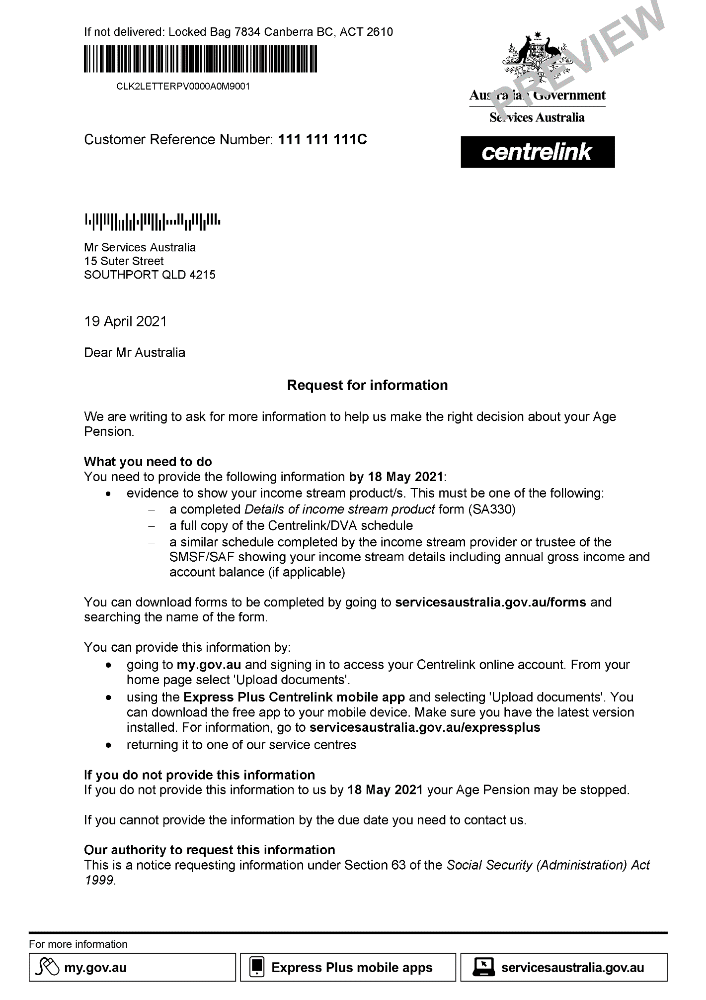 If not delivered: Locked Bag 7834 Canberra BC, ACT 2610
PREVIEW
CLK2LETTERPV0000A0M9001
Australian Government
Services Australia
Customer Reference Number: 111 111 111C
centrelink
Mr Services Australia
15 Suter Street
SOUTHPORT QLD 4215
19 April 2021
Dear Mr Australia
Request for information
We are writing to ask for more information to help us make the right decision about your Age
Pension.
What you need to do
You need to provide the following information by 18 May 2021:
• evidence to show your income stream product/s. This must be one of the following:
– a completed Details of income stream product form (SA330)
– a full copy of the Centrelink/DVA schedule
– a similar schedule completed by the income stream provider or trustee of the
SMSF/SAF showing your income stream details including annual gross income and
account balance (if applicable)
You can download forms to be completed by going to servicesaustralia.gov.au/forms and
searching the name of the form.
You can provide this information by:
• going to my.gov.au and signing in to access your Centrelink online account. From your
home page select 'Upload documents'.
• using the Express Plus Centrelink mobile app and selecting 'Upload documents'. You
can download the free app to your mobile device. Make sure you have the latest version
installed. For information, go to servicesaustralia.gov.au/expressplus
• returning it to one of our service centres
If you do not provide this information
If you do not provide this information to us by 18 May 2021 your Age Pension may be stopped.
If you cannot provide the information by the due date you need to contact us.
Our authority to request this information
This is a notice requesting information under Section 63 of the Social Security (Administration) Act
1999.
For more information
my.gov.au
Express Plus mobile apps
servicesaustralia.gov.au